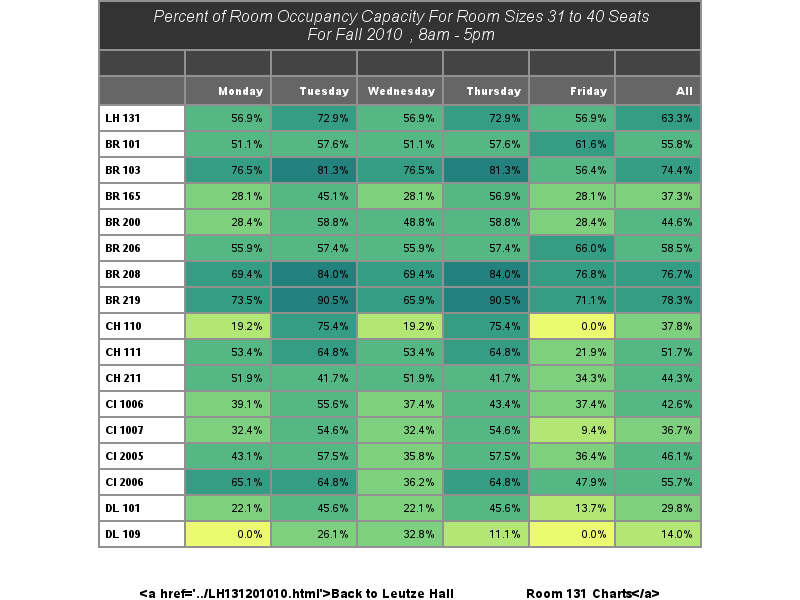 Percent of Room Occupancy Capacity For Room Sizes 31 to 40 Seats
For Fall 2010 , 8am - 5pm
Monday Tuesday Wednesday Thursday Friday All
LH 131 56.9% 72.9% 56.9% 72.9% 56.9% 63.3%
BR 101 51.1% 57.6% 51.1% 57.6% 61.6% 55.8%
BR 103 76.5% 81.3% 76.5% 81.3% 56.4% 74.4%
BR 165 28.1% 45.1% 28.1% 56.9% 28.1% 37.3%
BR 200 28.4% 58.8% 48.8% 58.8% 28.4% 44.6%
BR 206 55.9% 57.4% 55.9% 57.4% 66.0% 58.5%
BR 208 69.4% 84.0% 69.4% 84.0% 76.8% 76.7%
BR 219 73.5% 90.5% 65.9% 90.5% 71.1% 78.3%
CH 110 19.2% 75.4% 19.2% 75.4% 0.0% 37.8%
CH 111 53.4% 64.8% 53.4% 64.8% 21.9% 51.7%
CH 211 51.9% 41.7% 51.9% 41.7% 34.3% 44.3%
CI 1006 39.1% 55.6% 37.4% 43.4% 37.4% 42.6%
CI 1007 32.4% 54.6% 32.4% 54.6% 9.4% 36.7%
CI 2005 43.1% 57.5% 35.8% 57.5% 36.4% 46.1%
CI 2006 65.1% 64.8% 36.2% 64.8% 47.9% 55.7%
DL 101 22.1% 45.6% 22.1% 45.6% 13.7% 29.8%
DL 109 0.0% 26.1% 32.8% 11.1% 0.0% 14.0%
<a href='../LH131201010.html'>Back to Leutze Hall Room 131 Charts</a>